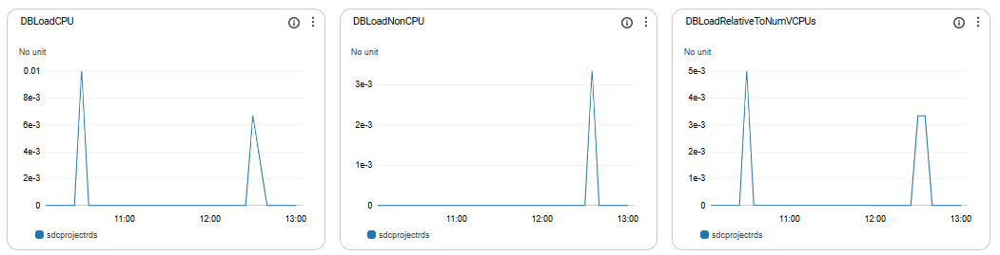 DBLoadCPU
No unit
0.01
8e-3
6e-3
4e-3
2e-3
0
11:00 12:00 13:00
sdcprojectrds
DBLoadNonCPU
No unit
3e-3
2e-3
1e-3
0
11:00 12:00 13:00
sdcprojectrds
DBLoadRelativeToNumVCPUs
No unit
5e-3
4e-3
3e-3
2e-3
1e-3
0
11:00 12:00 13:00
sdcprojectrds